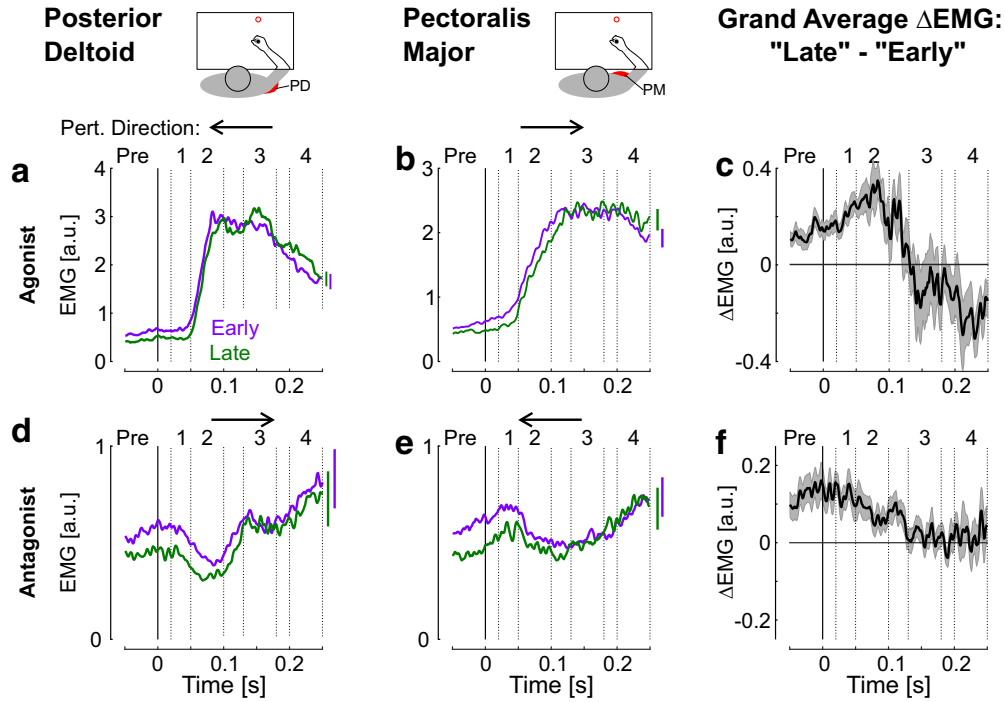 Posterior
Deltoid
PD
Pectoralis
Major
PM
Grand Average ΔEMG:
"Late" - "Early"
Pert. Direction:
a
Pre 1 2 3 4
Agonist
EMG [a.u.]
4
3
2
1
0
Early
Late
0 0.1 0.2
b
Pre 1 2 3 4
3
2
1
0
0 0.1 0.2
c
Pre 1 2 3 4
ΔEMG [a.u.]
0.4
0
-0.4
0 0.1 0.2
d
Pre 1 2 3 4
Antagonist
EMG [a.u.]
1
0
0 0.1 0.2
Time [s]
e
Pre 1 2 3 4
1
0
0 0.1 0.2
Time [s]
f
Pre 1 2 3 4
ΔEMG [a.u.]
0.2
0
-0.2
0 0.1 0.2
Time [s]